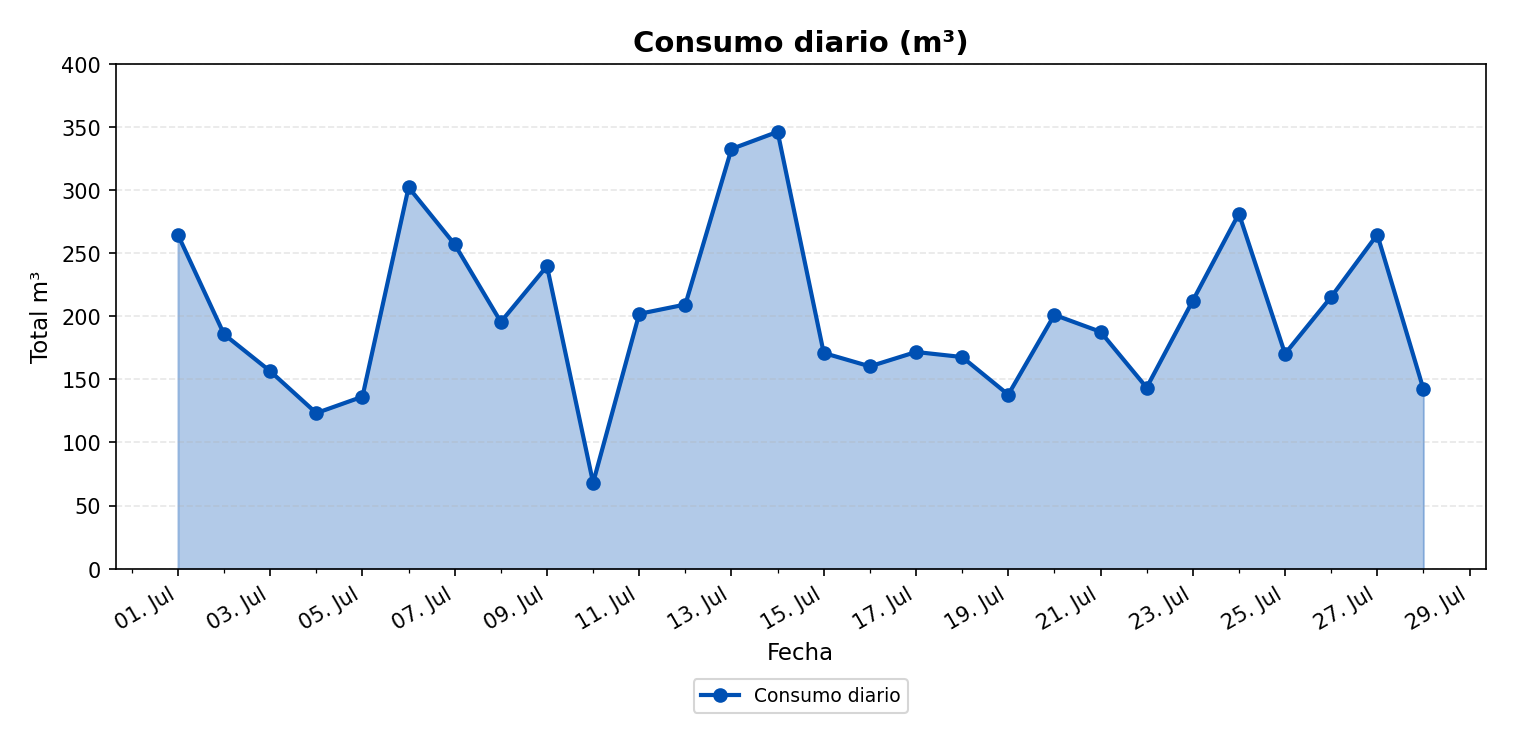 Consumo diario (m³)
400
350
300
250
200
150
100
50
0
Total m³
01. Jul
03. Jul
05. Jul
07. Jul
09. Jul
11. Jul
13. Jul
15. Jul
17. Jul
19. Jul
21. Jul
23. Jul
25. Jul
27. Jul
29. Jul
Fecha
Consumo diario